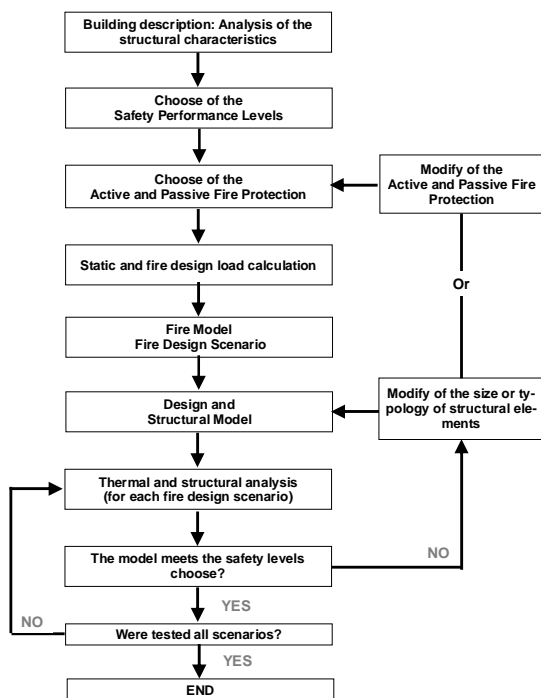 Building description: Analysis of the
structural characteristics
Choose of the
Safety Performance Levels
Choose of the
Active and Passive Fire Protection
Modify of the
Active and Passive Fire
Protection
Static and fire design load calculation
Or
Fire Model
Fire Design Scenario
Design and
Structural Model
Modify of the size or ty-
pology of structural ele-
ments
Thermal and structural analysis
(for each fire design scenario)
The model meets the safety levels
choose?
NO
YES
NO
Were tested all scenarios?
YES
END